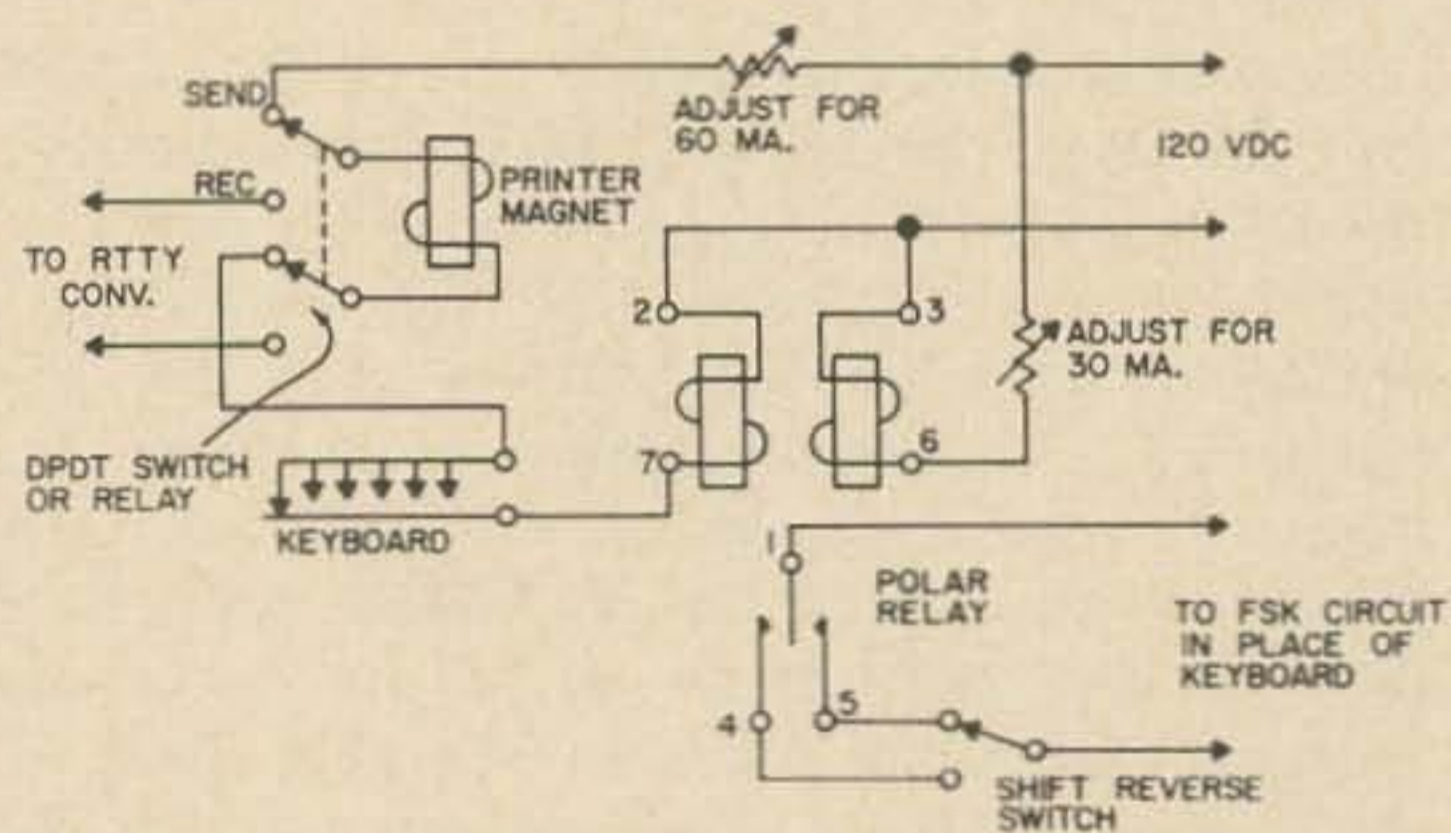 SEND
ADJUST FOR
60 MA.
120 VDC
REC
PRINTER
MAGNET
TO RTTY
CONV.
2
3
ADJUST FOR
30 MA.
DPDT SWITCH
OR RELAY
7
6
KEYBOARD
1
POLAR
RELAY
TO FSK CIRCUIT
IN PLACE OF
KEYBOARD
4
5
SHIFT REVERSE
SWITCH